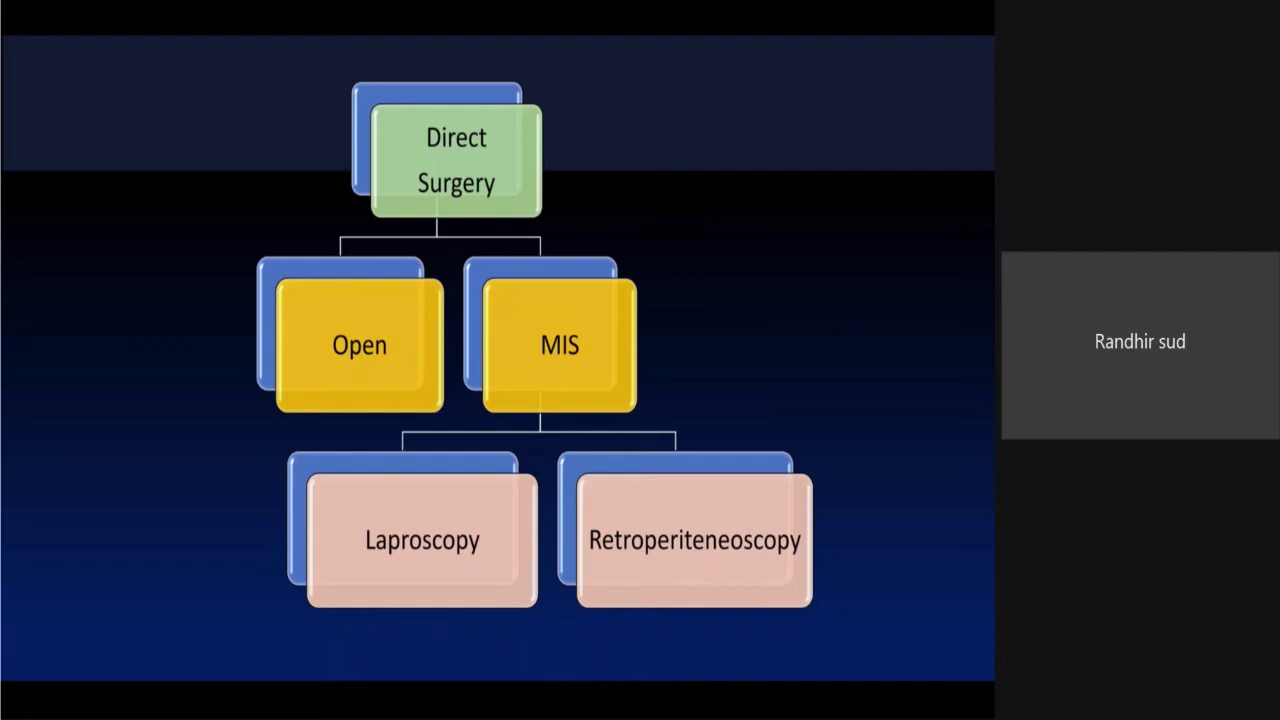 Direct
Surgery
Open
MIS
Laproscopy
Retroperiteneoscopy
Randhir sud